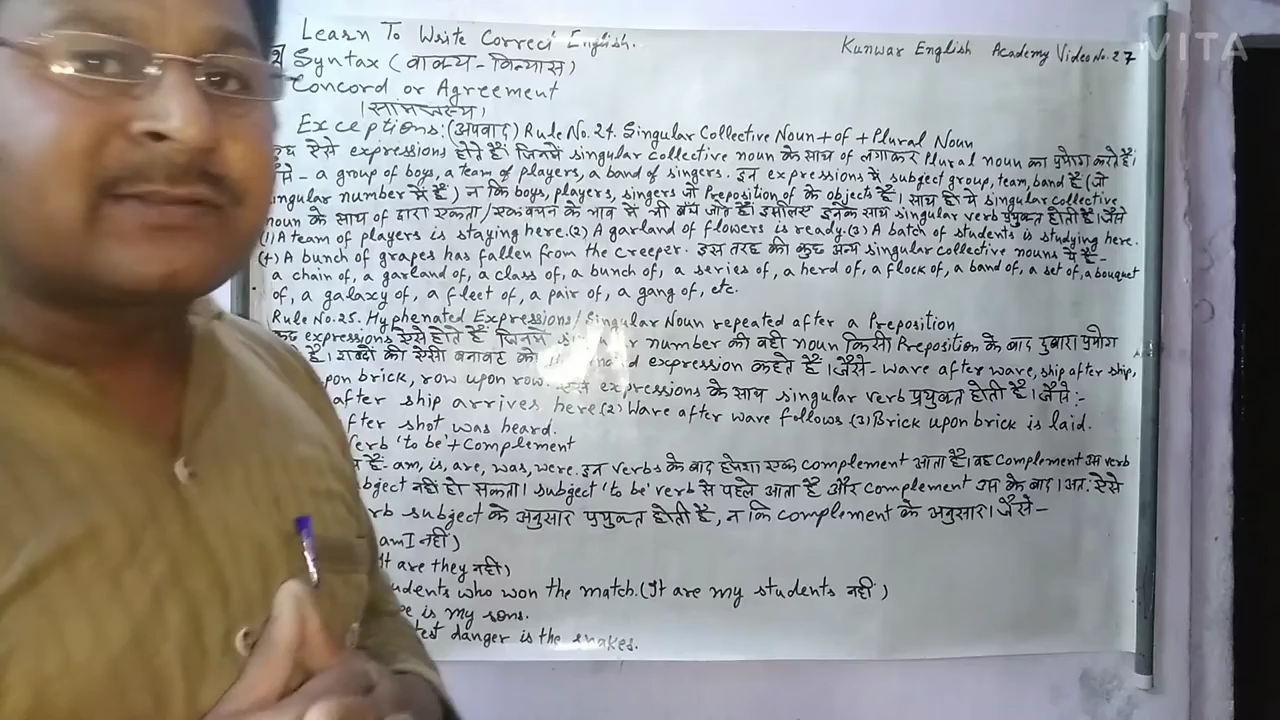 Learn To Write Correct English.
Kunwar English Academy Video No. 27
VITA
Syntax (वाक्य-विन्यास)
Concord or Agreement
(सामंजस्य)
Exceptions: (अपवाद) Rule No. 24. Singular Collective Noun + of + Plural Noun
कुछ ऐसे expressions होते हैं जिनमें singular collective noun के साथ of लगाकर Plural noun का प्रयोग करते हैं।
जैसे - a group of boys, a team of players, a band of singers. इन expressions में subject group, team, band हैं (जो
singular number में हैं) न कि boys, players, singers जो Preposition of के objects हैं। साथ ही ये singular collective
noun के साथ of द्वारा एकता/एकवचन के भाव में भी बंध जाते हैं। इसलिए इनके साथ singular verb प्रयुक्त होती है। जैसे
(1) A team of players is staying here. (2) A garland of flowers is ready. (3) A batch of students is studying here.
(4) A bunch of grapes has fallen from the creeper. इस तरह की कुछ अन्य singular collective nouns ये हैं-
a chain of, a garland of, a class of, a bunch of, a series of, a herd of, a flock of, a band of, a set of, a bouquet
of, a galaxy of, a fleet of, a pair of, a gang of, etc.
Rule No. 25. Hyphenated Expressions/Singular Noun repeated after a Preposition
कुछ expressions ऐसे होते हैं जिनमें number की वही noun किसी Preposition के बाद दुबारा प्रयोग
है। शब्दों की ऐसी बनावट को expression कहते हैं। जैसे - wave after wave, ship after ship,
upon brick, row upon row. ऐसे expressions के साथ singular verb प्रयुक्त होती है। जैसे:-
after ship arrives here (2) Wave after wave follows (3) Brick upon brick is laid.
after shot was heard.
Verb 'to be' + Complement
हैं- am, is, are, was, were. इन verbs के बाद हमेशा एक complement आता है। वह complement उस verb
subject नहीं हो सकता। subject 'to be' verb से पहले आता है और complement उस के बाद। अतः ऐसे
verb subject के अनुसार प्रयुक्त होती है, न कि complement के अनुसार। जैसे-
am I नहीं)
It are they नहीं)
students who won the match. (It are my students नहीं)
is my sons.
danger is the snakes.